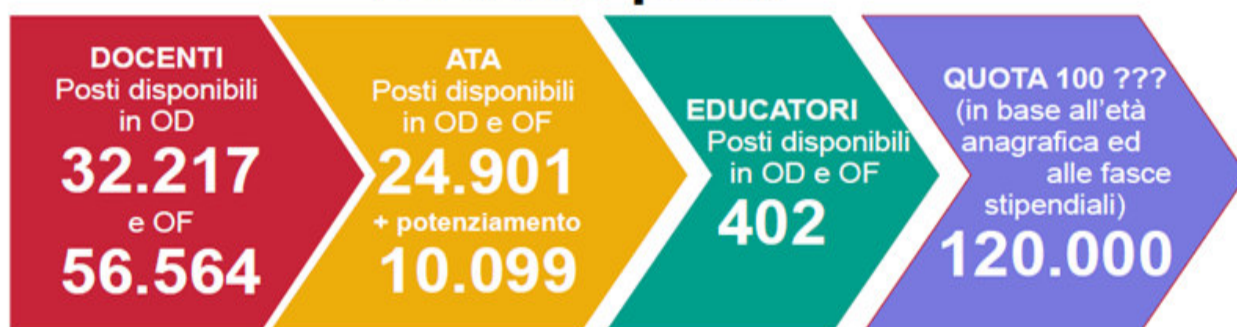 DOCENTI
Posti disponibili
in OD
32.217
e OF
56.564
ATA
Posti disponibili
in OD e OF
24.901
+ potenziamento
10.099
EDUCATORI
Posti disponibili
in OD e OF
402
QUOTA 100 ???
(in base all'età
anagrafica ed
alle fasce
stipendiali)
120.000